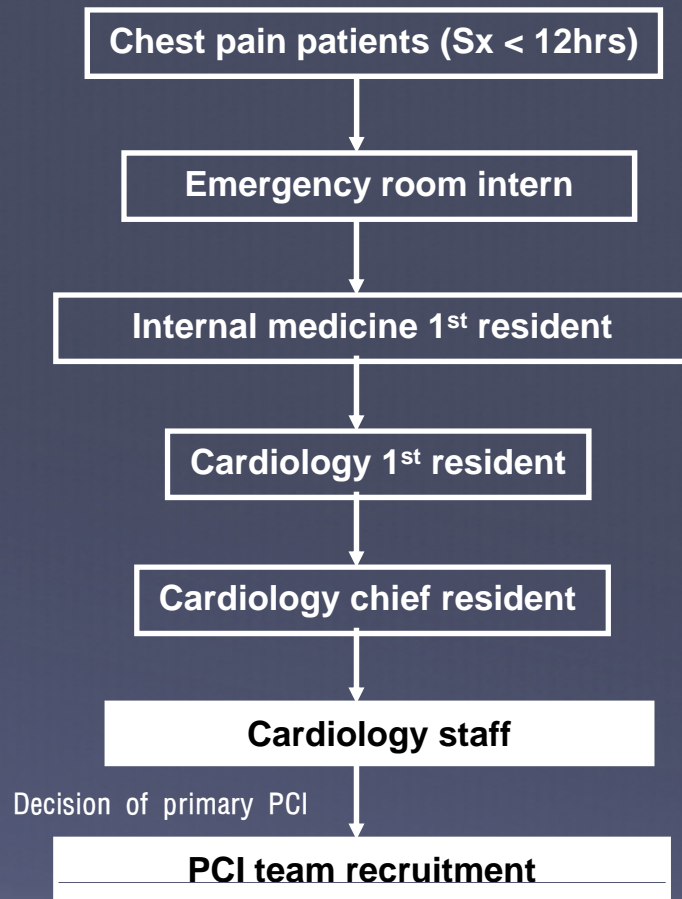 Chest pain patients (Sx < 12hrs)
Emergency room intern
Internal medicine 1st resident
Cardiology 1st resident
Cardiology chief resident
Cardiology staff
Decision of primary PCI
PCI team recruitment